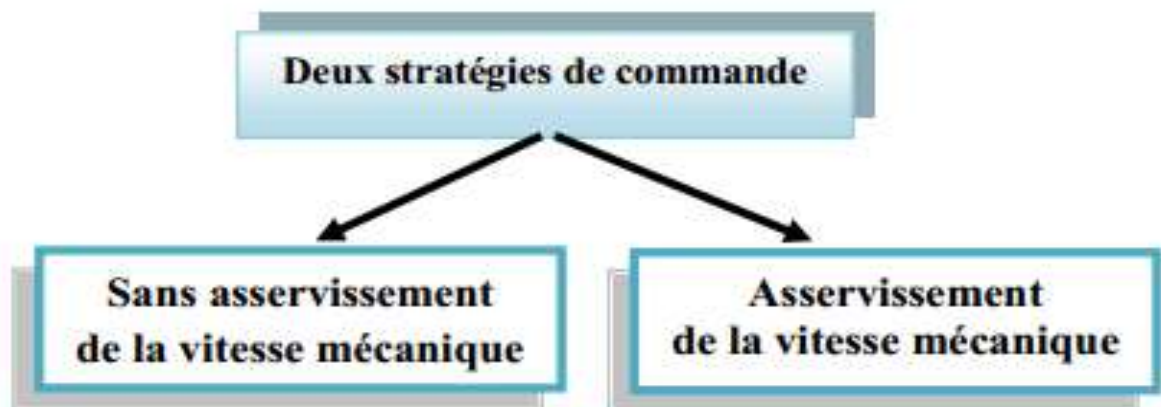 Deux stratégies de commande
Sans asservissement
de la vitesse mécanique
Asservissement
de la vitesse mécanique